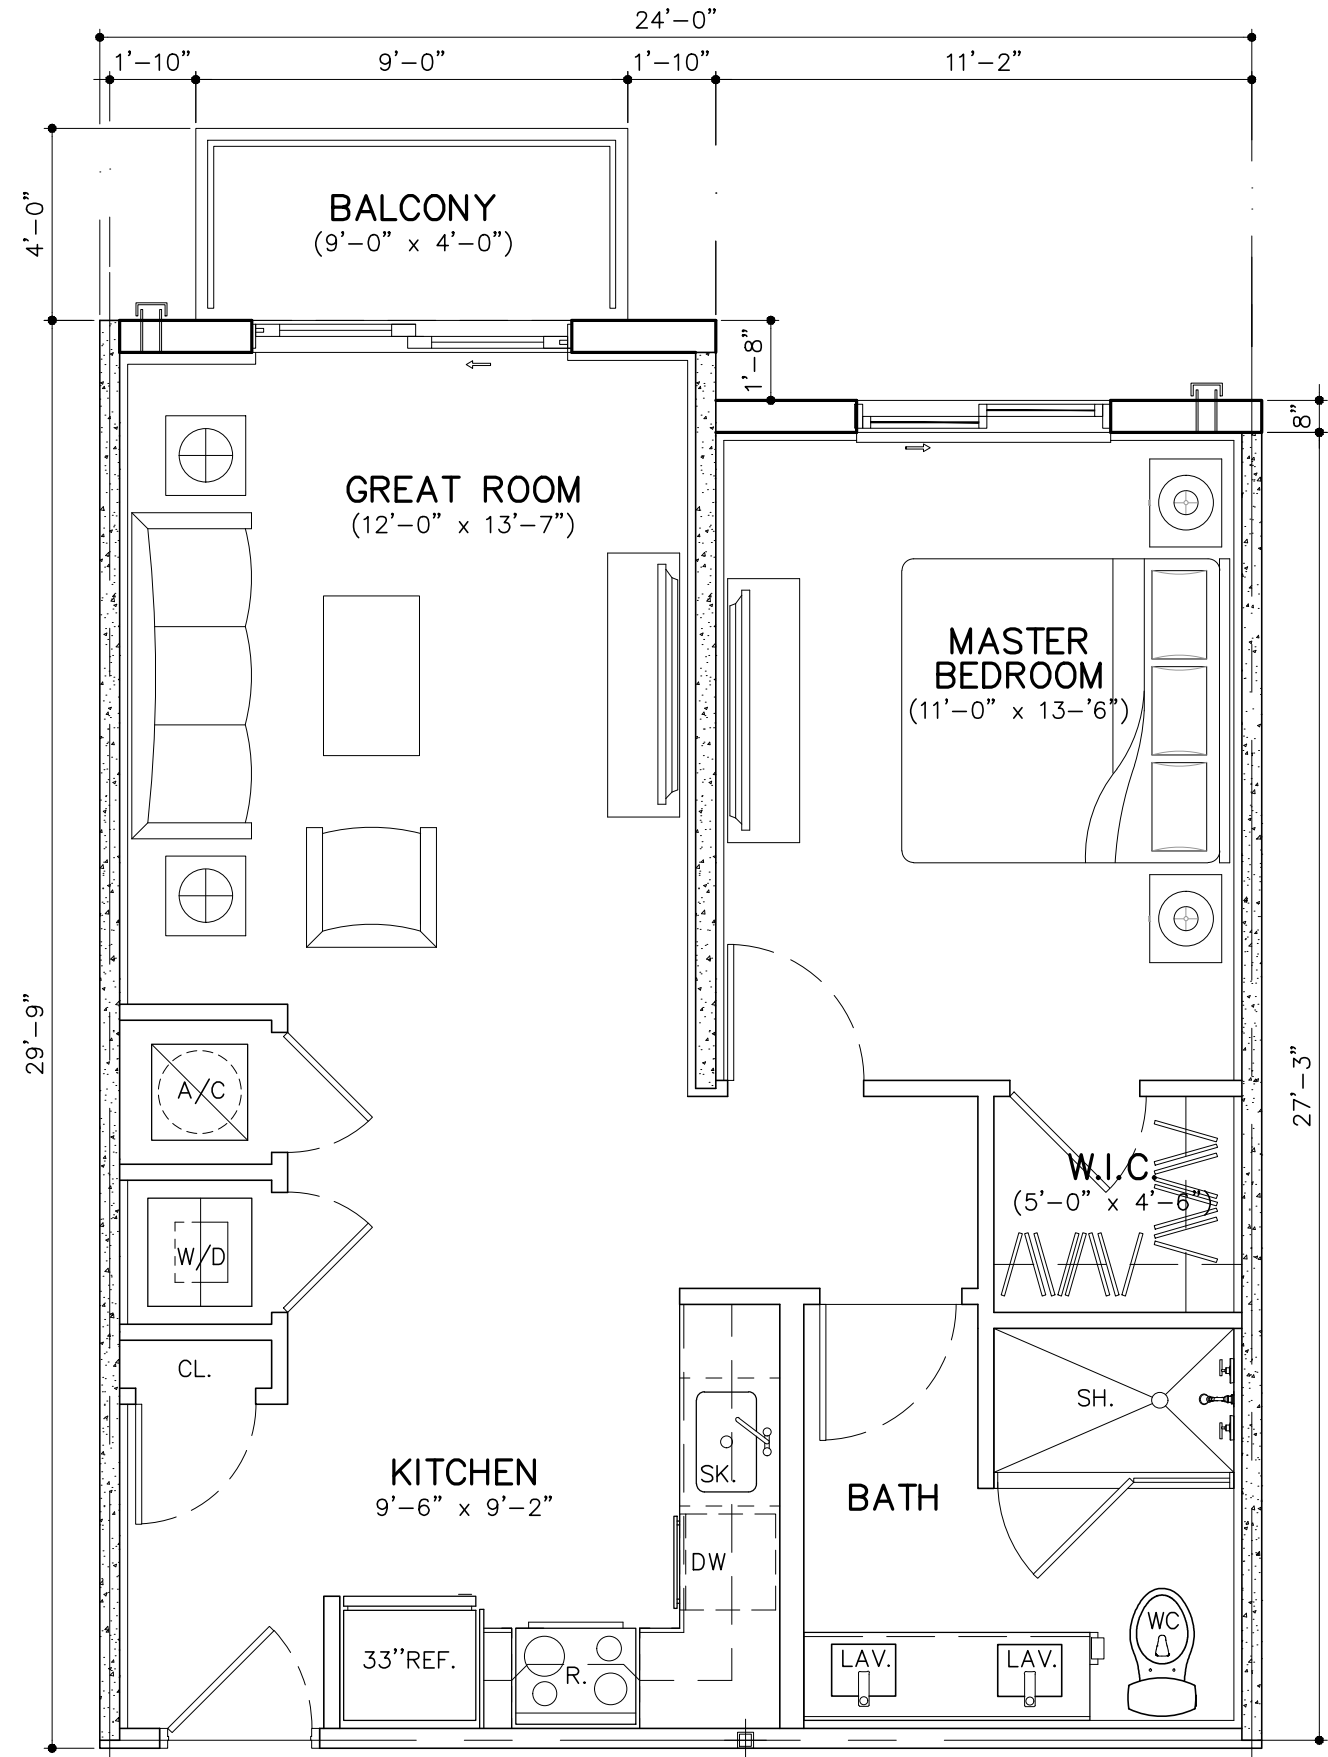 24'-0"
1'-10" 9'-0" 1'-10" 11'-2"
4'-0"
BALCONY
(9'-0" x 4'-0")
1'-8"
8"
GREAT ROOM
(12'-0" x 13'-7")
MASTER
BEDROOM
(11'-0" x 13-'6")
29'-9"
27'-3"
A/C
W.I.C.
(5'-0" x 4'-6")
W/D
CL.
SH.
KITCHEN
9'-6" x 9'-2"
SK.
BATH
DW
WC
33"REF.
R.
LAV. LAV.